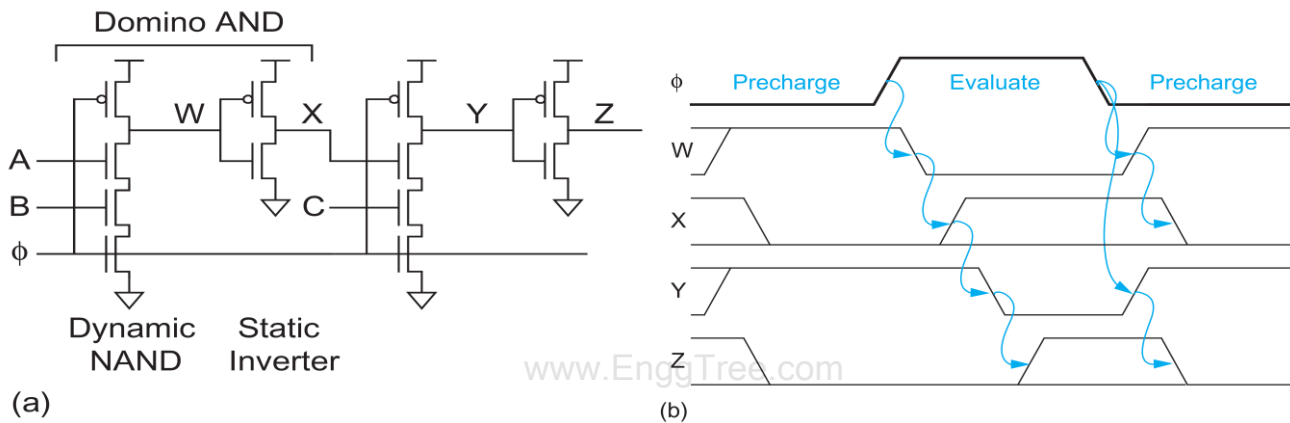 Domino AND
W
X
Y
Z
A
B
C
ϕ
Dynamic
NAND
Static
Inverter
(a)
ϕ
Precharge
Evaluate
Precharge
W
X
Y
Z
www.EnggTree.com
(b)